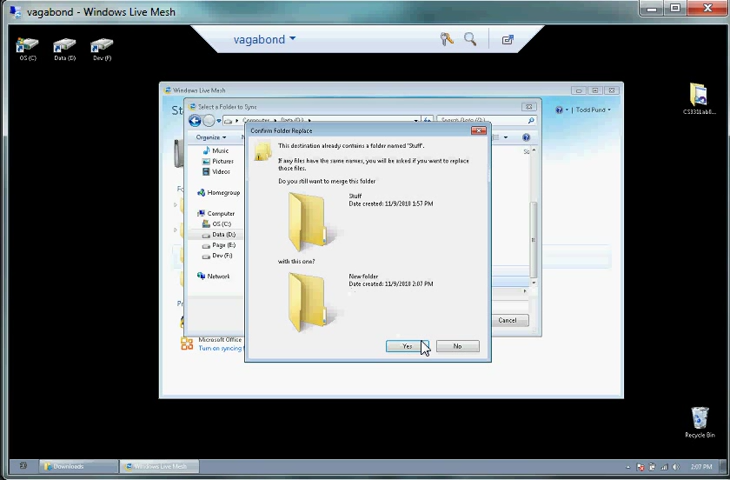 vagabond - Windows Live Mesh
OS (C)
Data (D)
Dev (F)
vagabond
Windows Live Mesh
Select a Folder to Sync
Todd Pund
Computer
Organize
Confirm Folder Replace
This destination already contains a folder named 'Stuff'.
If any files have the same names, you will be asked if you want to replace
those files.
Do you still want to merge this folder
Stuff
Date created: 11/9/2010 1:57 PM
with this one?
New folder
Date created: 11/9/2010 2:07 PM
Yes
No
Cancel
Music
Pictures
Videos
Homegroup
Computer
OS (C:)
Data (D:)
Page (E:)
Dev (F:)
Network
Microsoft Office
Turn on syncing
Recycle Bin
Downloads
Windows Live Mesh
2:07 PM